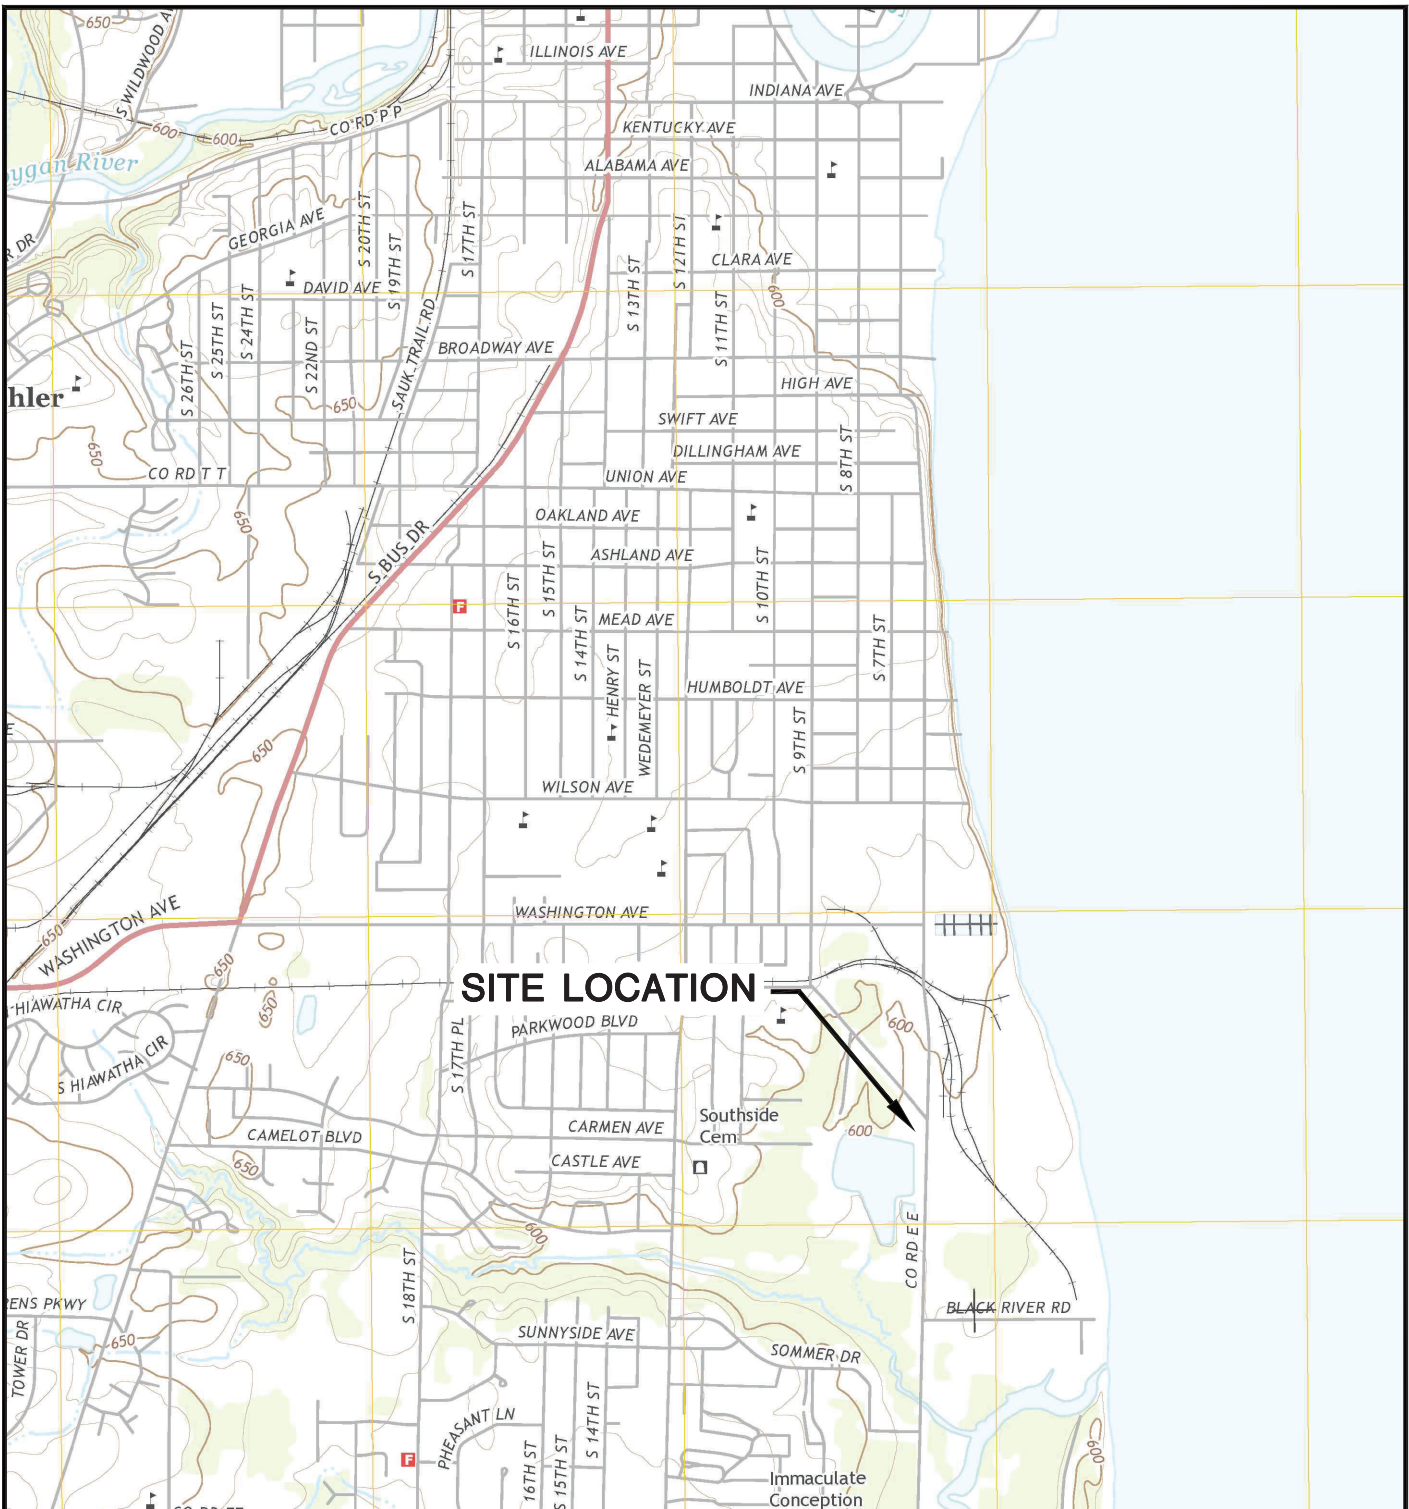 650
S WILDWOOD A
ILLINOIS AVE
INDIANA AVE
CO RD P P
600
600
KENTUCKY AVE
ALABAMA AVE
ygan River
GEORGIA AVE
S 20TH ST
S 19TH ST
S 17TH ST
S 12TH ST
R DR
CLARA AVE
DAVID AVE
S 13TH ST
600
S 24TH ST
S 25TH ST
S 22ND ST
S 26TH ST
SAUK TRAIL RD
S 11TH ST
BROADWAY AVE
HIGH AVE
hler
650
SWIFT AVE
650
DILLINGHAM AVE
S 8TH ST
CO RD T T
UNION AVE
650
OAKLAND AVE
S BUS DR
ASHLAND AVE
S 16TH ST
S 15TH ST
S 10TH ST
F
MEAD AVE
S 14TH ST
S 7TH ST
HENRY ST
WEDEMEYER ST
HUMBOLDT AVE
E
650
S 9TH ST
WILSON AVE
WASHINGTON AVE
WASHINGTON AVE
650
650
SITE LOCATION
HIAWATHA CIR
650
PARKWOOD BLVD
600
S 17TH PL
S HIAWATHA CIR
650
Southside
Cem
CARMEN AVE
600
CAMELOT BLVD
CASTLE AVE
650
600
S 18TH ST
CO RD E E
RENS PKWY
BLACK RIVER RD
TOWER DR
650
SUNNYSIDE AVE
SOMMER DR
PHEASANT LN
S 14TH ST
600
F
16TH ST
S 15TH ST
Immaculate
Conception